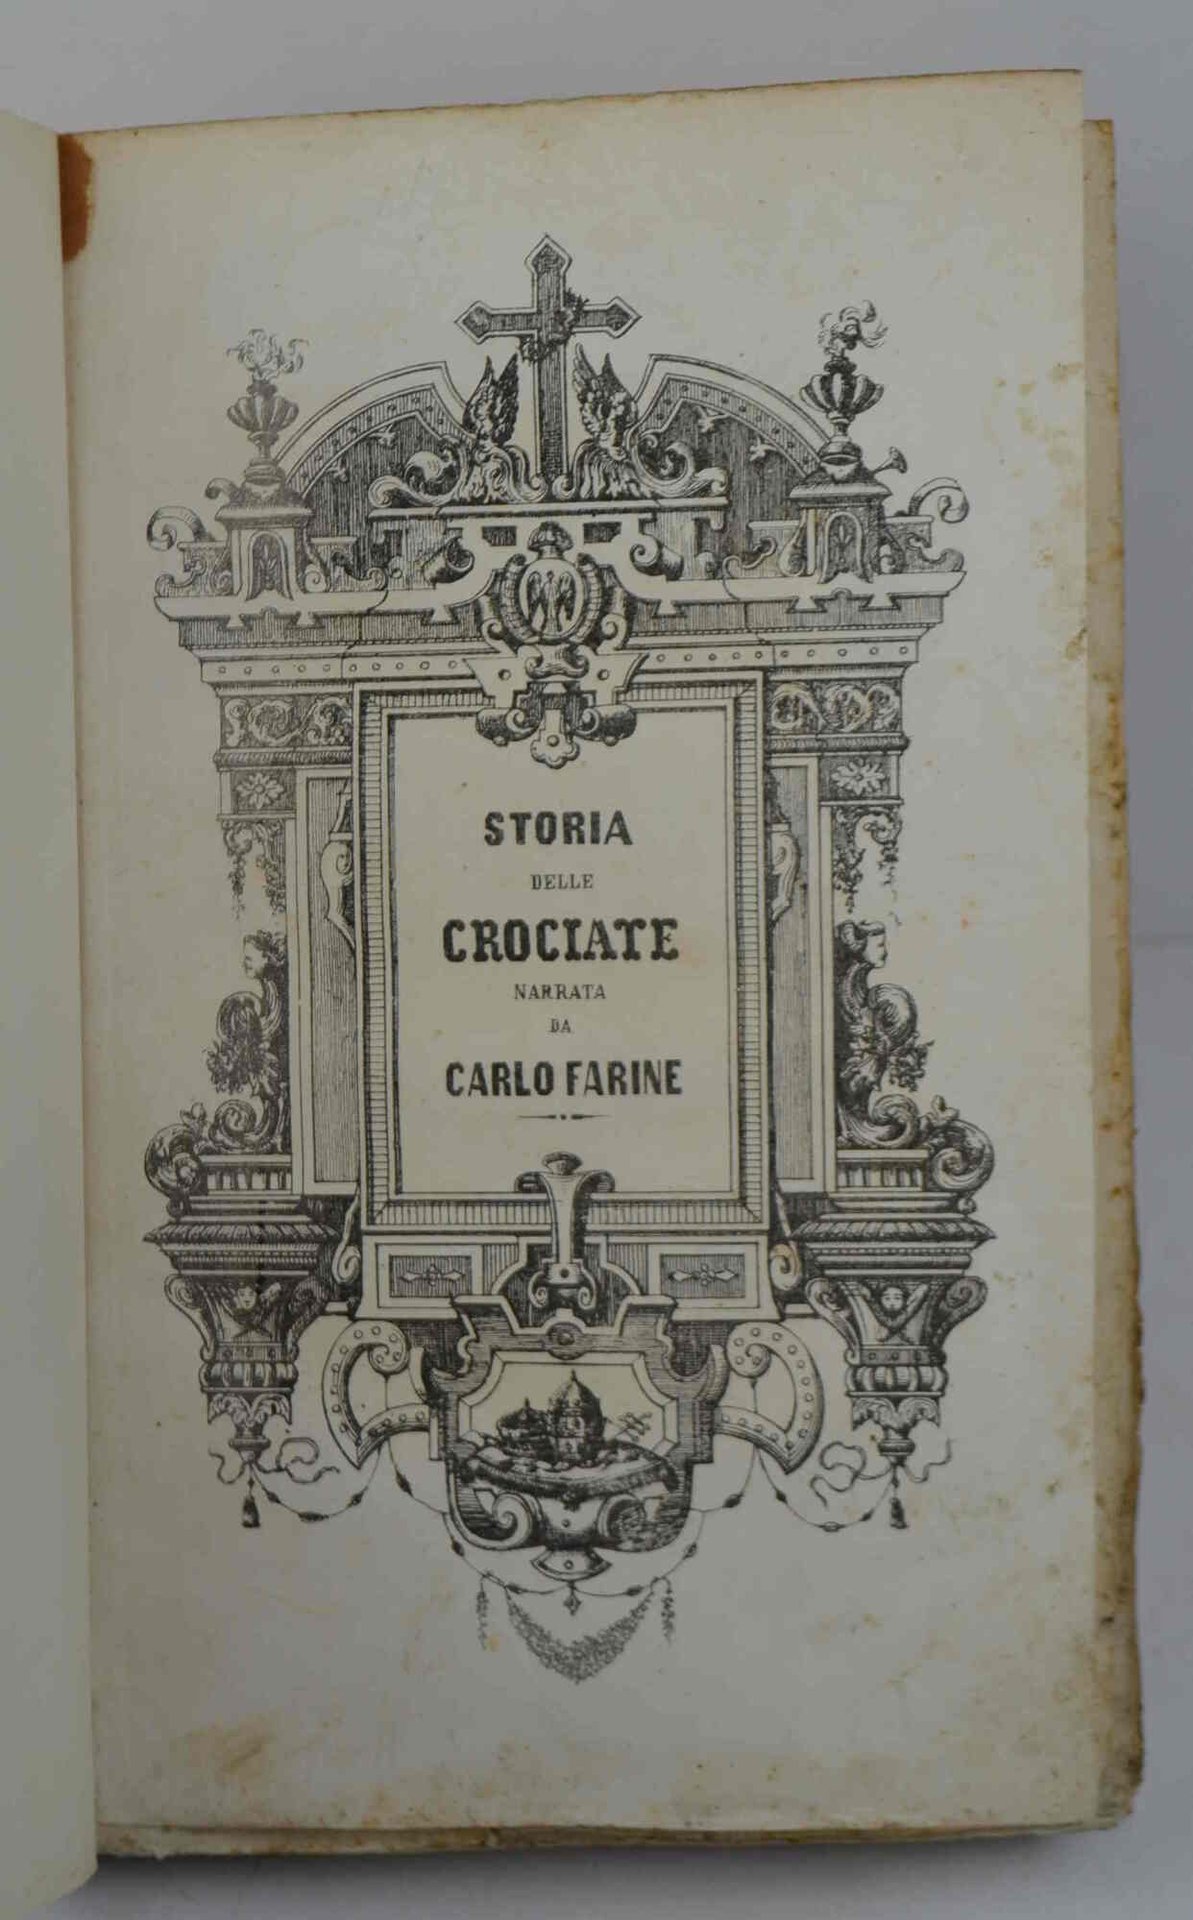 STORIA
DELLE
CROCIATE
NARRATA
DA
CARLO FARINE